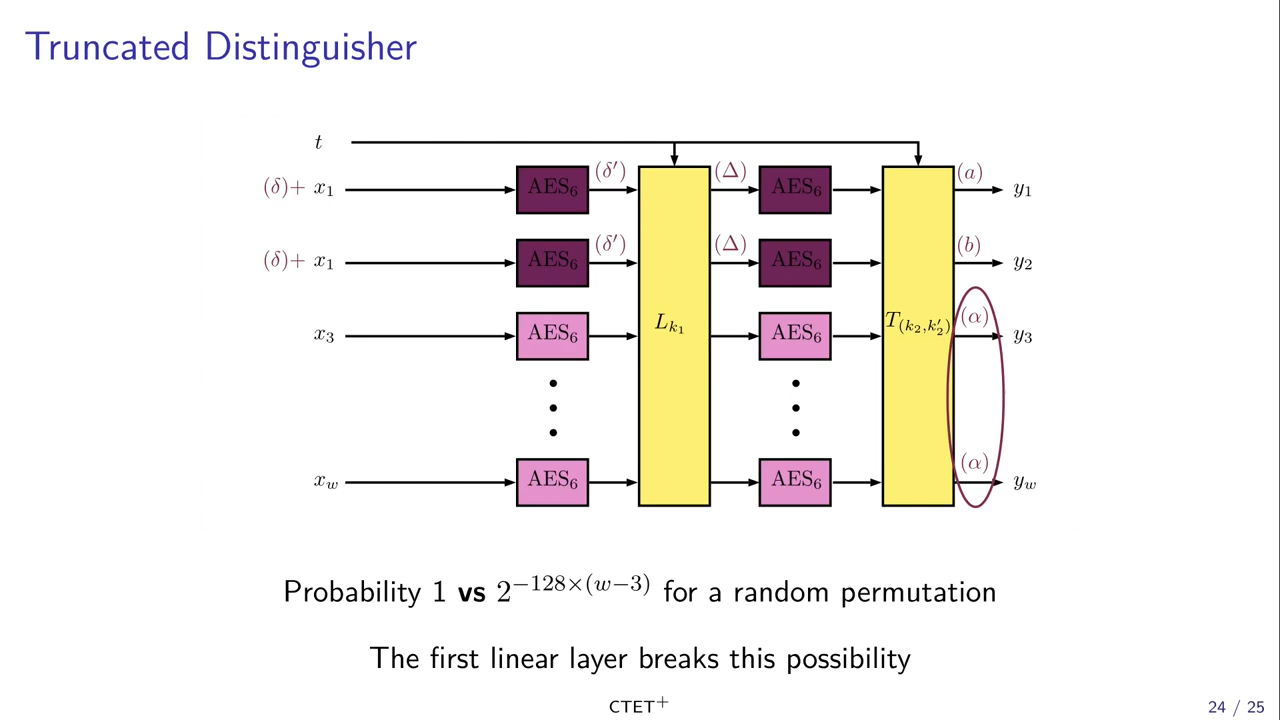 Truncated Distinguisher
t
(δ)+ x₁ AES₆ (δ′) (Δ) AES₆ (a) y₁
(δ)+ x₁ AES₆ (δ′) (Δ) AES₆ (b) y₂
x₃ AES₆ L_{k₁} AES₆ T_{(k₂,k₂′)} (α) y₃
x_w AES₆ AES₆ (α) y_w
Probability 1 vs 2^{−128×(w−3)} for a random permutation
The first linear layer breaks this possibility
CTET⁺
24 / 25